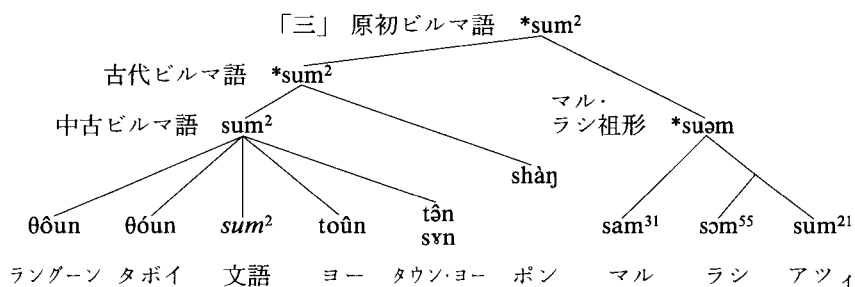 「三」 原初ビルマ語 *sum²
古代ビルマ語 *sum²
中古ビルマ語 sum²
マル・
ラシ祖形 *suəm
shàŋ
θôun θóun sum² toûn tə̂n sam³¹ sɔm⁵⁵ sum²¹
sɤn
ラングーン タボイ 文語 ヨー タウン・ヨー ポン マル ラシ アツィ